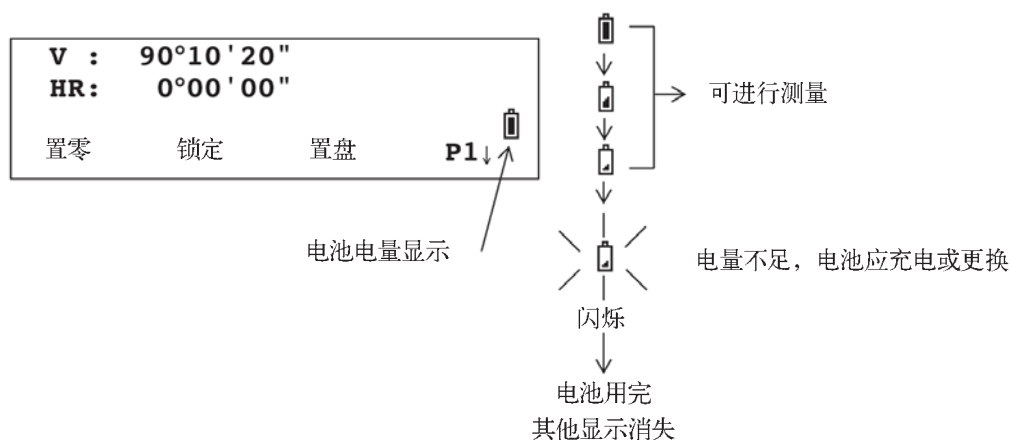 V : 90°10'20"
HR: 0°00'00"
置零 锁定 置盘 P1↓
电池电量显示
可进行测量
电量不足，电池应充电或更换
闪烁
电池用完
其他显示消失